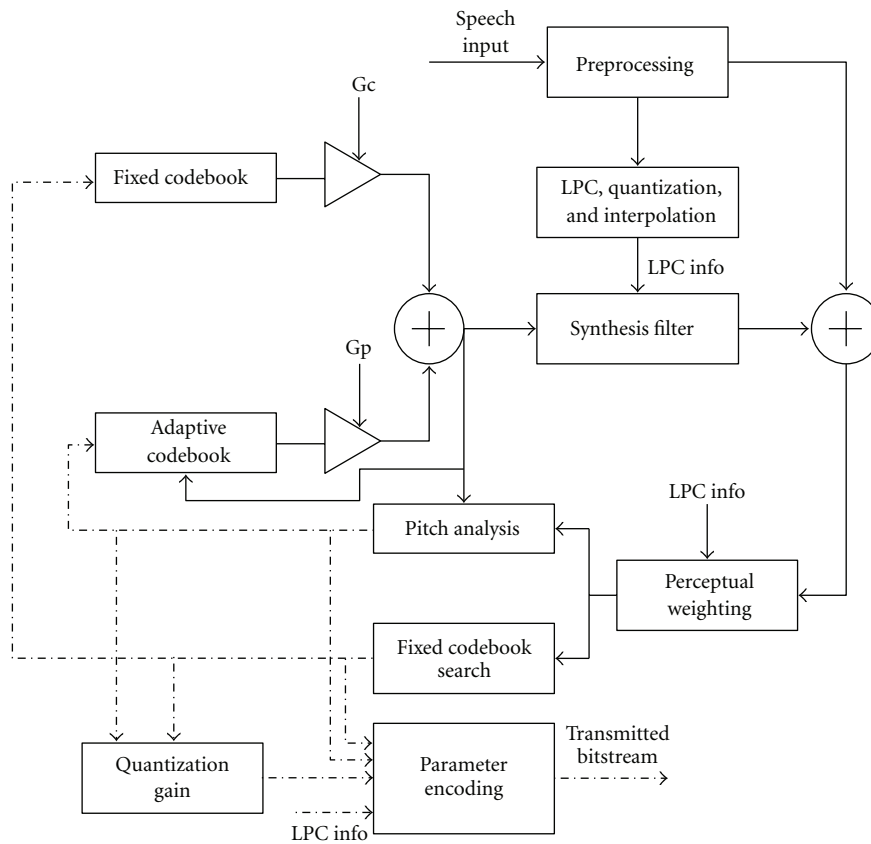 Speech
input
Preprocessing
Gc
Fixed codebook
LPC, quantization,
and interpolation
LPC info
Synthesis filter
Gp
Adaptive
codebook
LPC info
Pitch analysis
Perceptual
weighting
Fixed codebook
search
Transmitted
bitstream
Quantization
gain
Parameter
encoding
LPC info